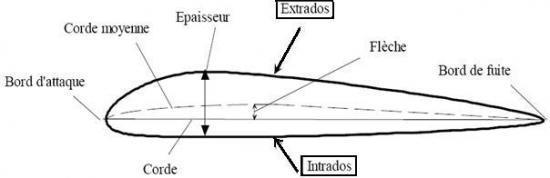 Extrados
Epaisseur
Corde moyenne
Flèche
Bord de fuite
Bord d'attaque
Corde
Intrados